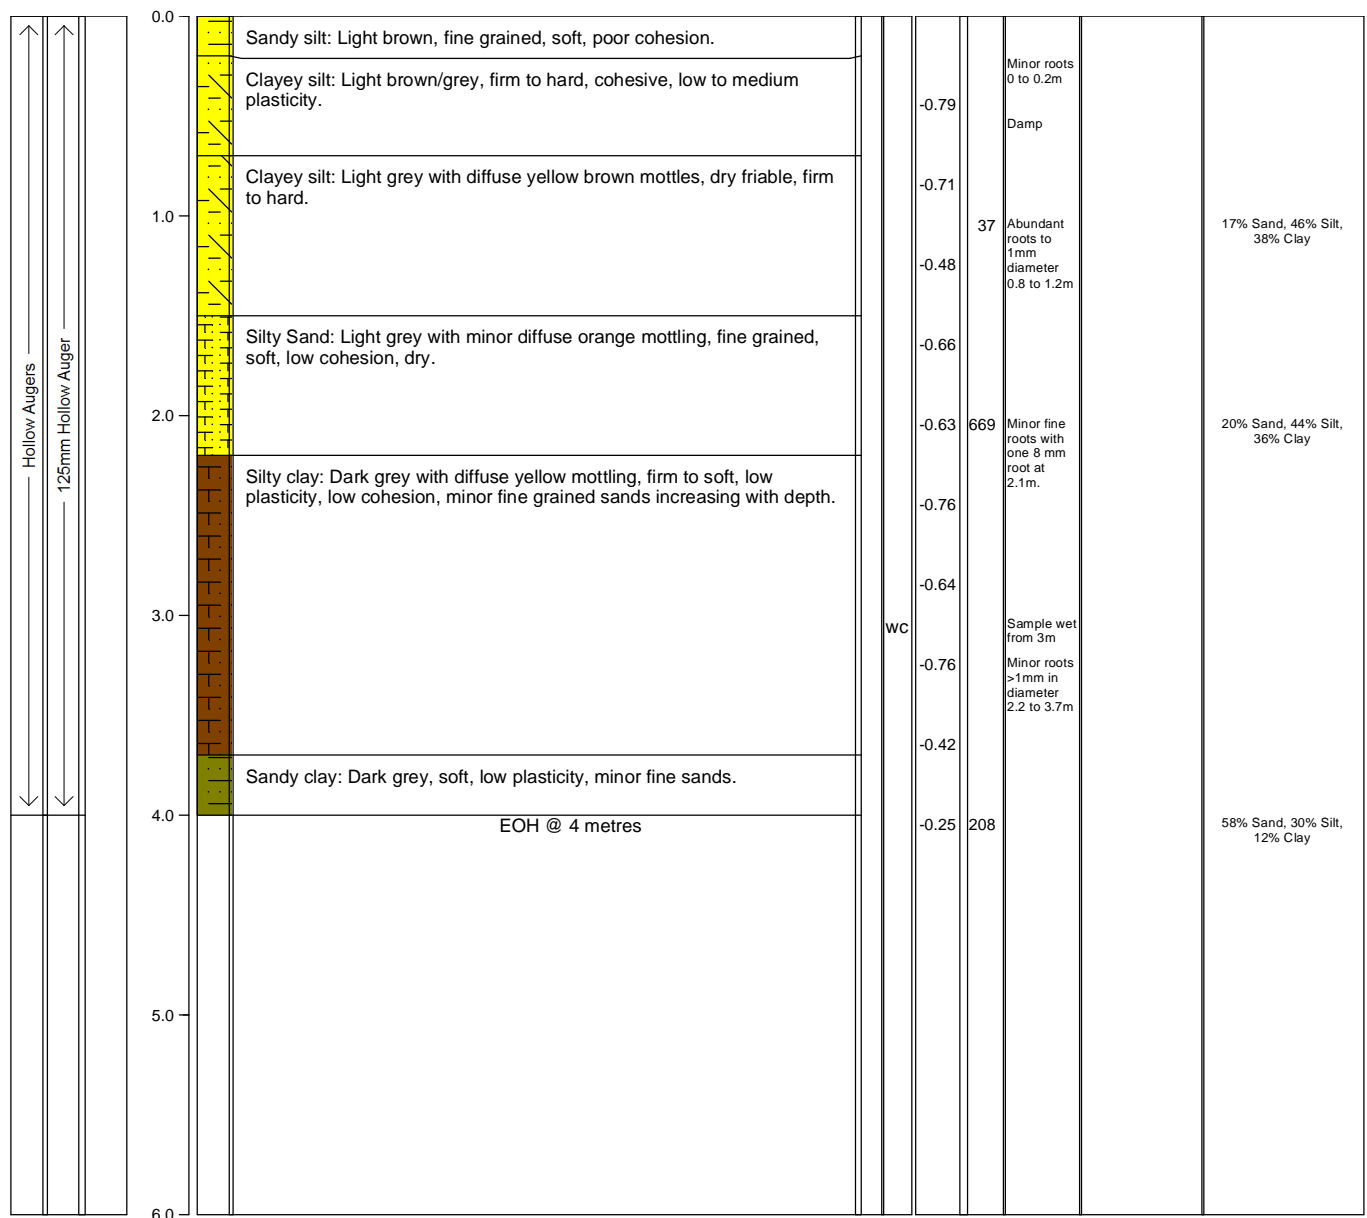 Hollow Augers
125mm Hollow Auger
0.0
1.0
2.0
3.0
4.0
5.0
6.0
Sandy silt: Light brown, fine grained, soft, poor cohesion.
Clayey silt: Light brown/grey, firm to hard, cohesive, low to medium
plasticity.
Clayey silt: Light grey with diffuse yellow brown mottles, dry friable, firm
to hard.
Silty Sand: Light grey with minor diffuse orange mottling, fine grained,
soft, low cohesion, dry.
Silty clay: Dark grey with diffuse yellow mottling, firm to soft, low
plasticity, low cohesion, minor fine grained sands increasing with depth.
Sandy clay: Dark grey, soft, low plasticity, minor fine sands.
EOH @ 4 metres
wc
-0.79
-0.71
-0.48
-0.66
-0.63
-0.76
-0.64
-0.76
-0.42
-0.25
37
669
208
Minor roots
0 to 0.2m
Damp
Abundant
roots to
1mm
diameter
0.8 to 1.2m
Minor fine
roots with
one 8 mm
root at
2.1m.
Sample wet
from 3m
Minor roots
>1mm in
diameter
2.2 to 3.7m
17% Sand, 46% Silt,
38% Clay
20% Sand, 44% Silt,
36% Clay
58% Sand, 30% Silt,
12% Clay